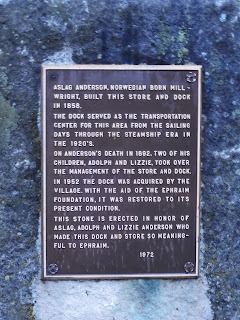 ASLAG ANDERSON, NORWEGIAN BORN MILL-
WRIGHT, BUILT THIS STORE AND DOCK
IN 1858.
THE DOCK SERVED AS THE TRANSPORTATION
CENTER FOR THIS AREA FROM THE SAILING
DAYS THROUGH THE STEAMSHIP ERA IN
THE 1920'S.
ON ANDERSON'S DEATH IN 1892, TWO OF HIS
CHILDREN, ADOLPH AND LIZZIE, TOOK OVER
THE MANAGEMENT OF THE STORE AND DOCK.
IN 1952 THE DOCK WAS ACQUIRED BY THE
VILLAGE. WITH THE AID OF THE EPHRAIM
FOUNDATION, IT WAS RESTORED TO ITS
PRESENT CONDITION.
THIS STONE IS ERECTED IN HONOR OF
ASLAG, ADOLPH AND LIZZIE ANDERSON WHO
MADE THIS DOCK AND STORE SO MEANING-
FUL TO EPHRAIM.
1972